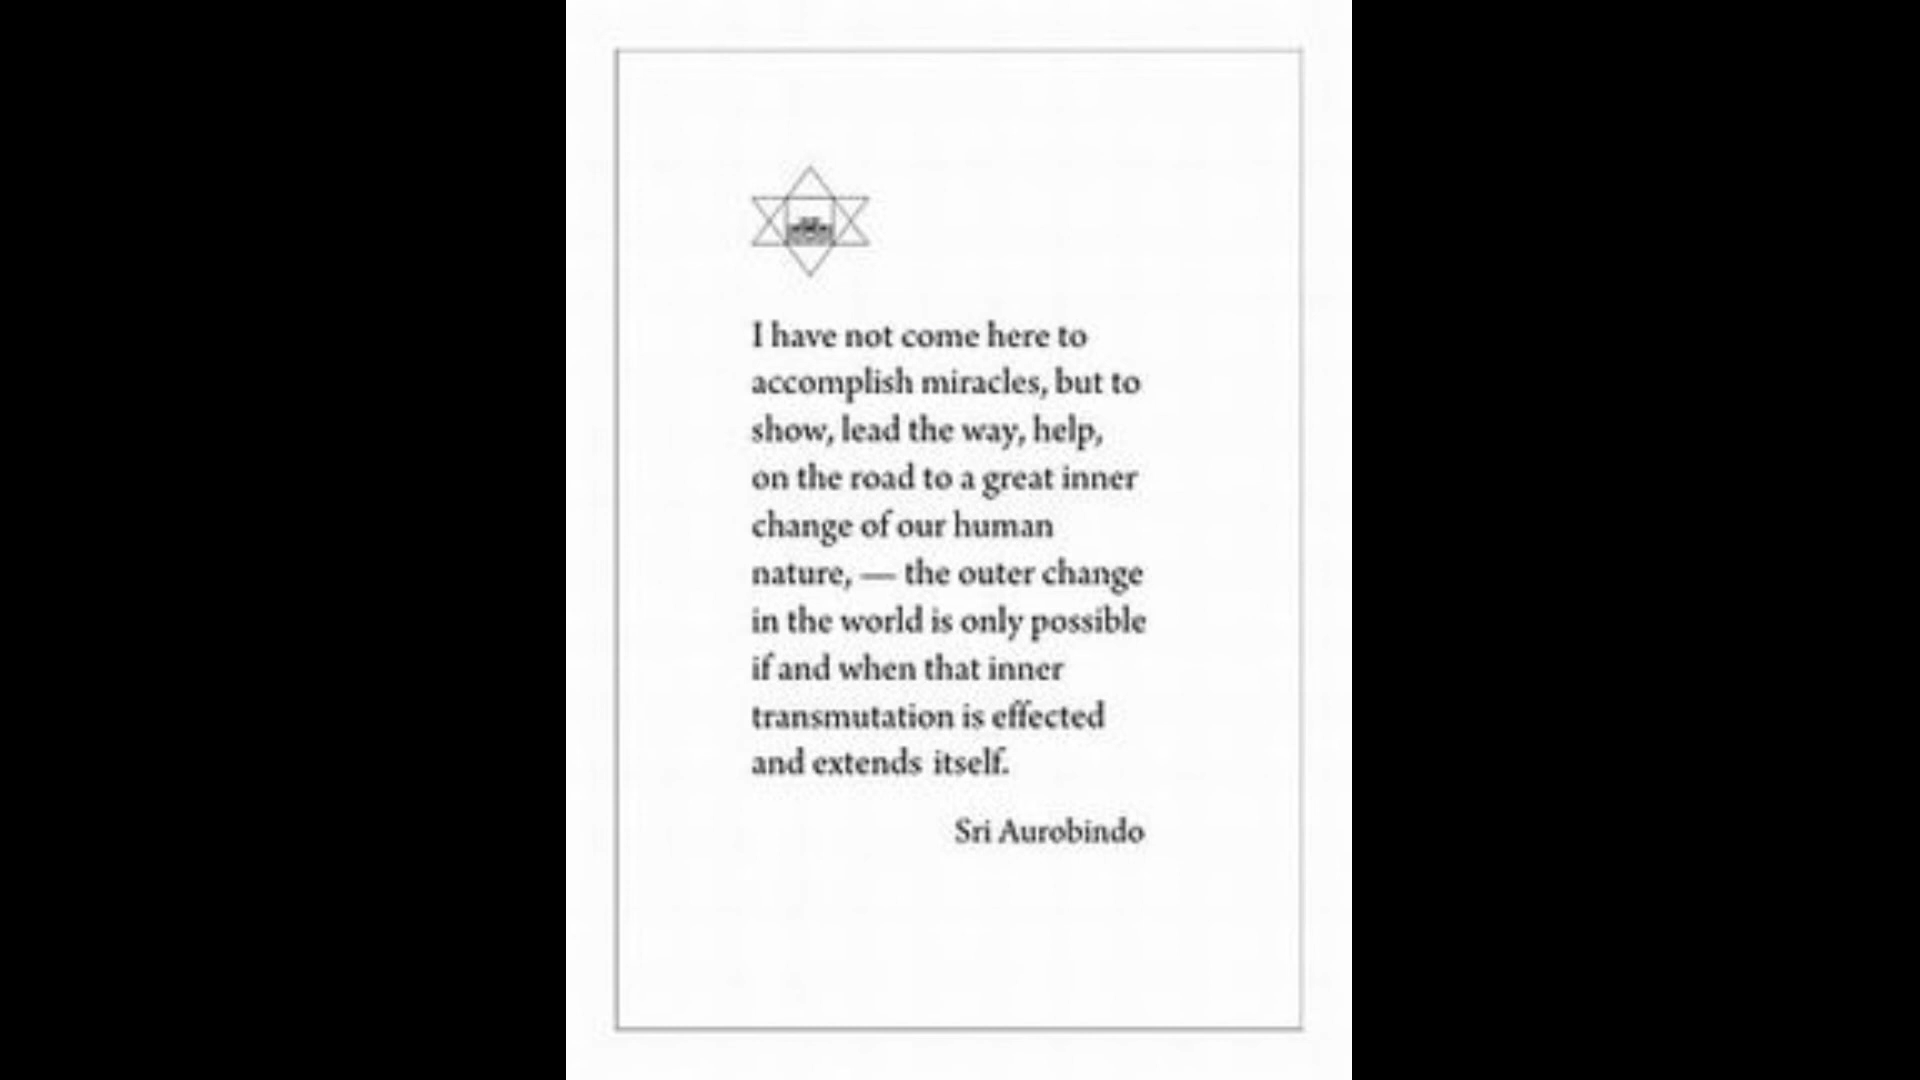 I have not come here to
accomplish miracles, but to
show, lead the way, help,
on the road to a great inner
change of our human
nature, — the outer change
in the world is only possible
if and when that inner
transmutation is effected
and extends itself.
Sri Aurobindo